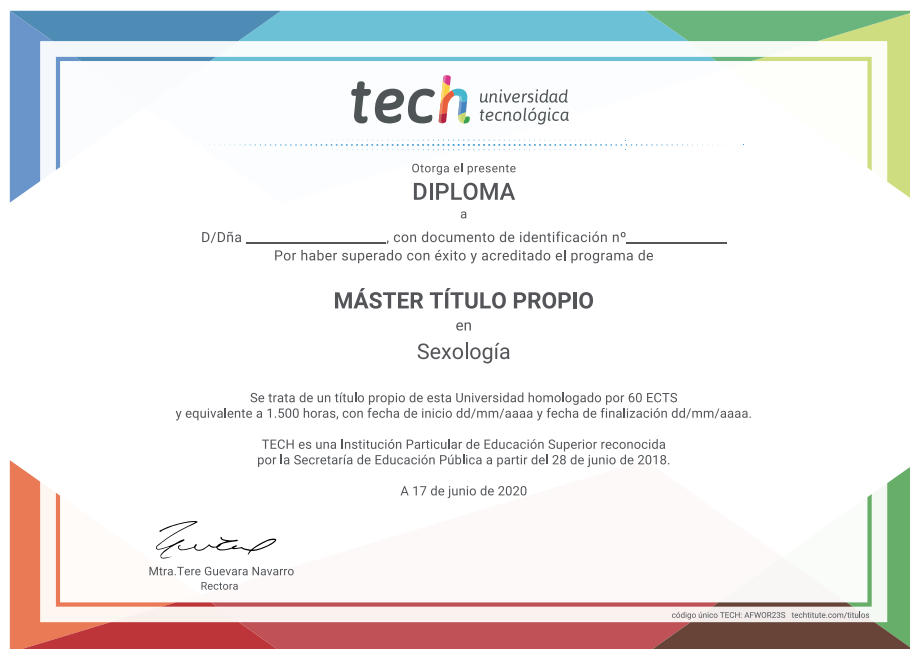 tech universidad
tecnológica
Otorga el presente
DIPLOMA
a
D/Dña ________________, con documento de identificación nº____________
Por haber superado con éxito y acreditado el programa de
MÁSTER TÍTULO PROPIO
en
Sexología
Se trata de un título propio de esta Universidad homologado por 60 ECTS
y equivalente a 1.500 horas, con fecha de inicio dd/mm/aaaa y fecha de finalización dd/mm/aaaa.
TECH es una Institución Particular de Educación Superior reconocida
por la Secretaría de Educación Pública a partir del 28 de junio de 2018.
A 17 de junio de 2020
Mtra.Tere Guevara Navarro
Rectora
código único TECH: AFWOR23S techtitute.com/titulos